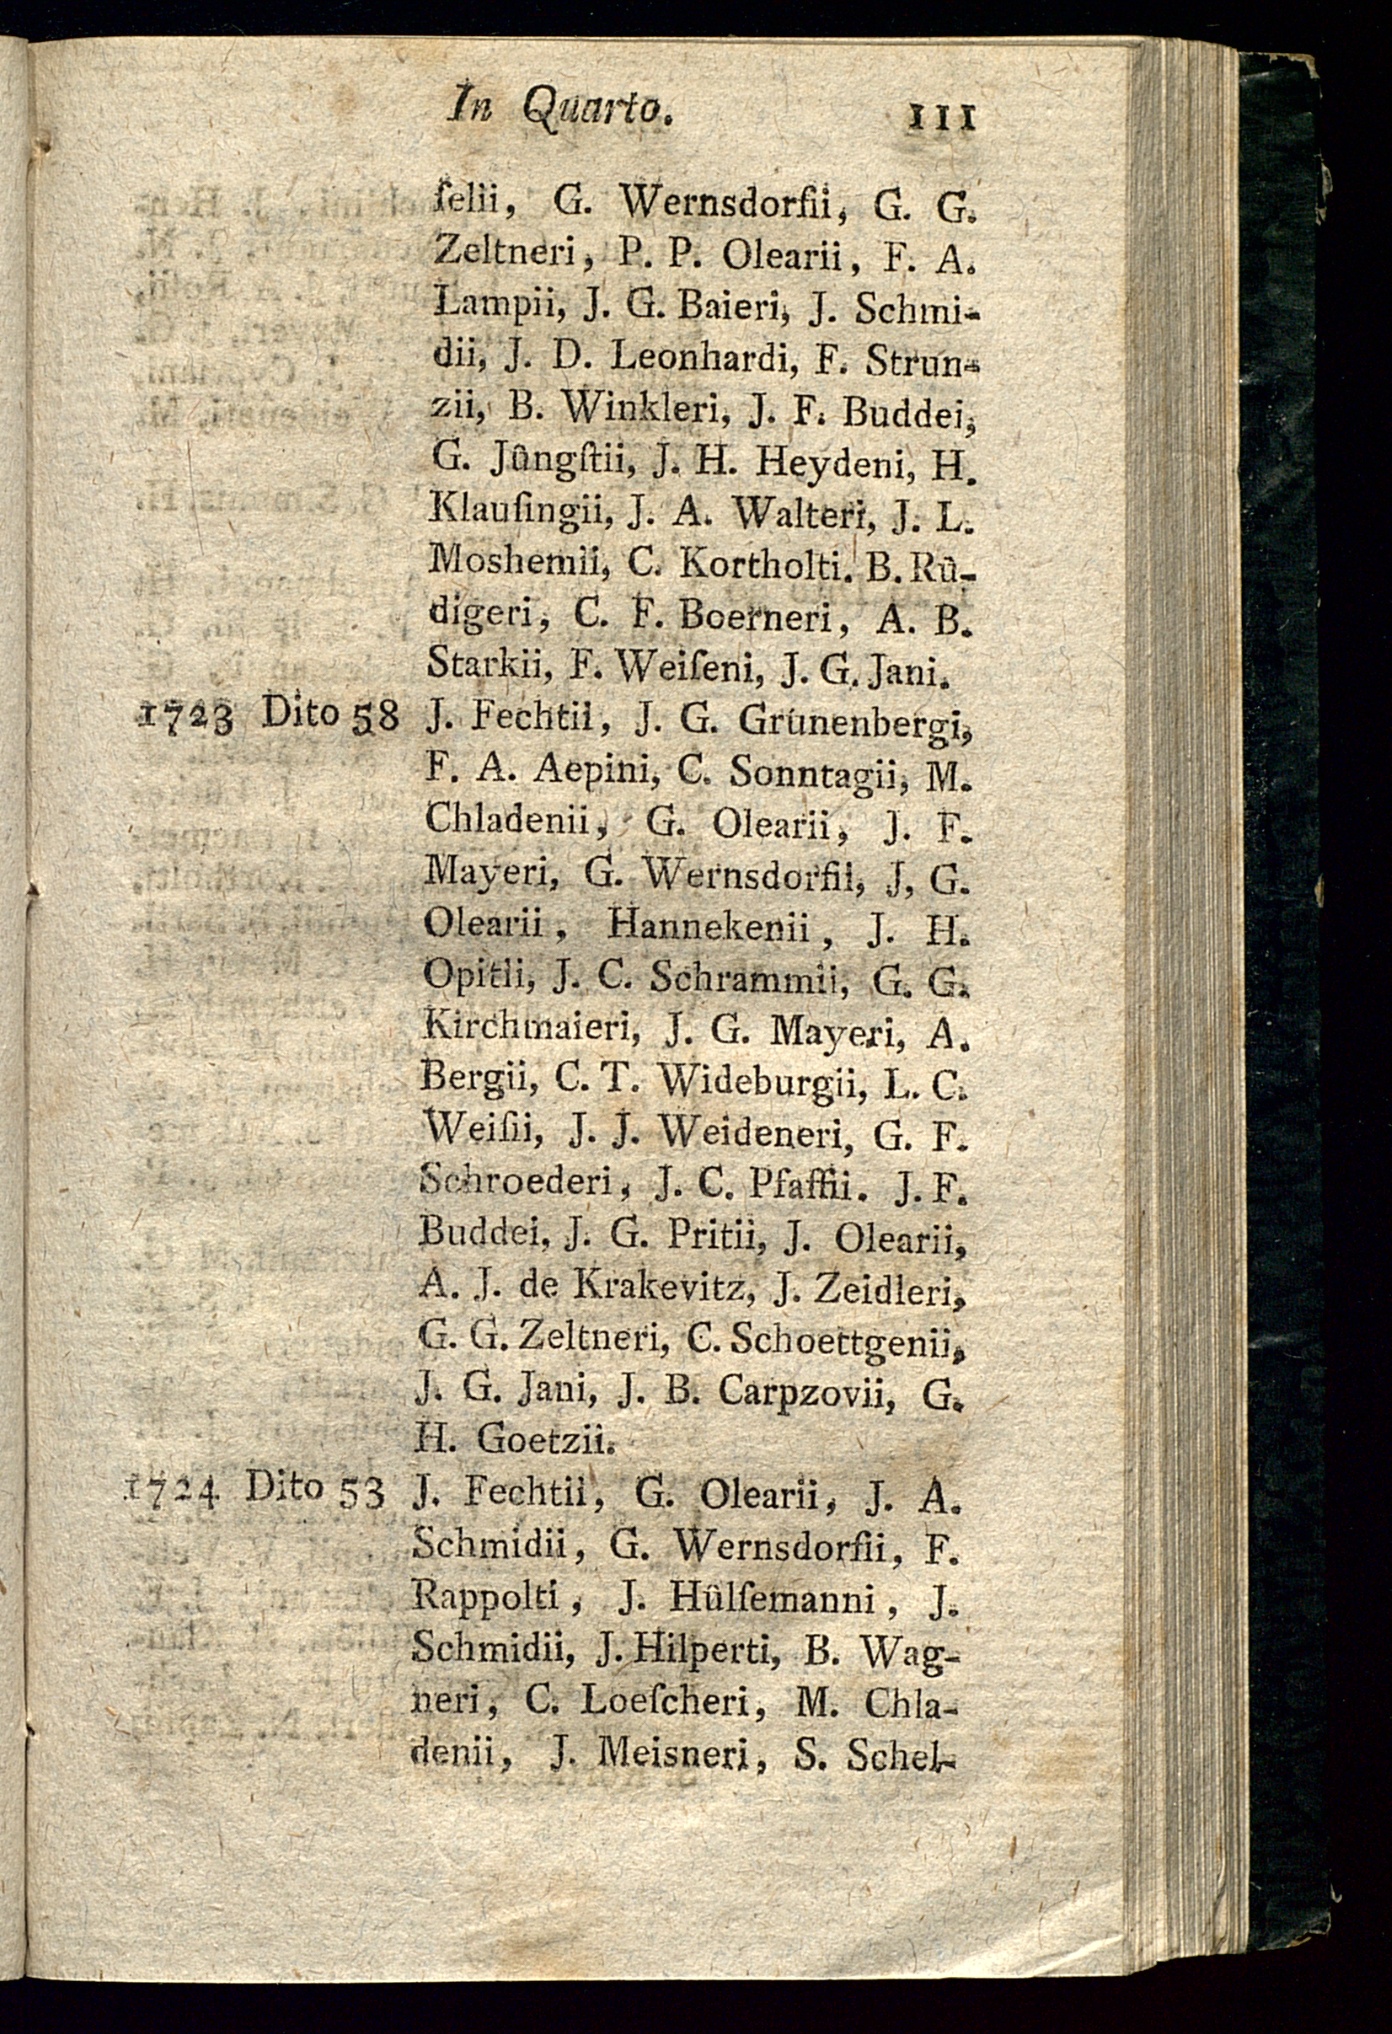 In Quarto. 111
ſelii, G. Wernsdorfii, G. G.
Zeltneri, P. P. Olearii, F. A.
Lampii, J. G. Baieri, J. Schmi-
dii, J. D. Leonhardi, F. Strun-
zii, B. Winkleri, J. F. Buddei,
G. Jûngſtii, J. H. Heydeni, H.
Klauſingii, J. A. Walteri, J. L.
Moshemii, C. Kortholti. B. Rû-
digeri, C. F. Boerneri, A. B.
Starkii, F. Weiſeni, J. G. Jani.
1723 Dito 58 J. Fechtii, J. G. Grünenbergi,
F. A. Aepini, C. Sonntagii, M.
Chladenii, G. Olearii, J. F.
Mayeri, G. Wernsdorfii, J, G.
Olearii, Hannekenii, J. H.
Opitii, J. C. Schrammii, G. G.
Kirchmaieri, J. G. Mayeri, A.
Bergii, C. T. Wideburgii, L. C.
Weiſii, J. J. Weideneri, G. F.
Schroederi, J. C. Pfaffii. J. F.
Buddei, J. G. Pritii, J. Olearii,
A. J. de Krakevitz, J. Zeidleri,
G. G. Zeltneri, C. Schoettgenii,
J. G. Jani, J. B. Carpzovii, G.
H. Goetzii.
1724 Dito 53 J. Fechtii, G. Olearii, J. A.
Schmidii, G. Wernsdorfii, F.
Rappolti, J. Hülſemanni, J.
Schmidii, J. Hilperti, B. Wag-
neri, C. Loeſcheri, M. Chla-
denii, J. Meisneri, S. Schel-